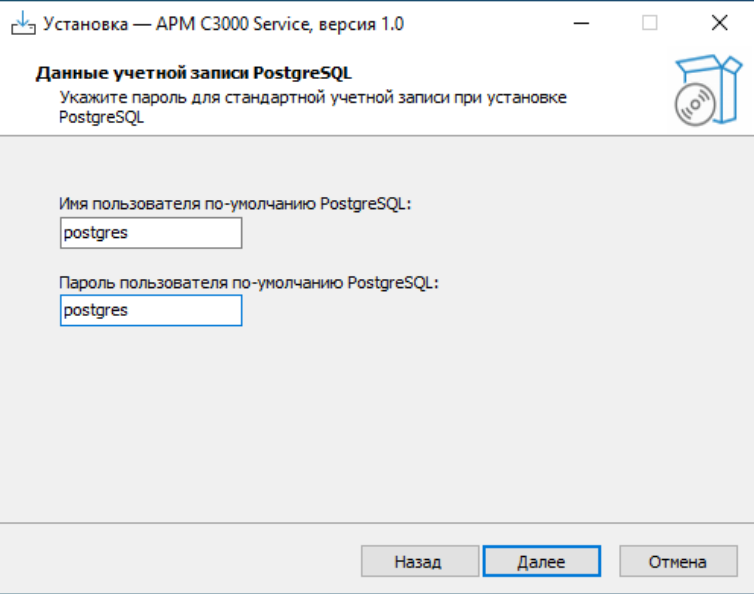 Установка — АРМ С3000 Service, версия 1.0
Данные учетной записи PostgreSQL
Укажите пароль для стандартной учетной записи при установке
PostgreSQL
Имя пользователя по-умолчанию PostgreSQL:
postgres
Пароль пользователя по-умолчанию PostgreSQL:
postgres
Назад
Далее
Отмена